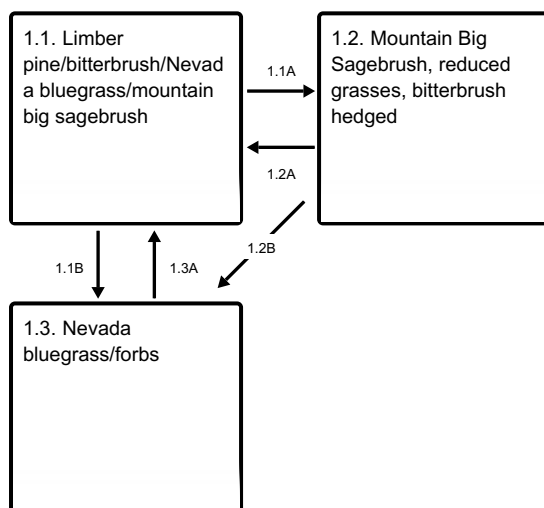 1.1. Limber
pine/bitterbrush/Nevad
a bluegrass/mountain
big sagebrush
1.1A
1.2. Mountain Big
Sagebrush, reduced
grasses, bitterbrush
hedged
1.2A
1.2B
1.1B
1.3A
1.3. Nevada
bluegrass/forbs